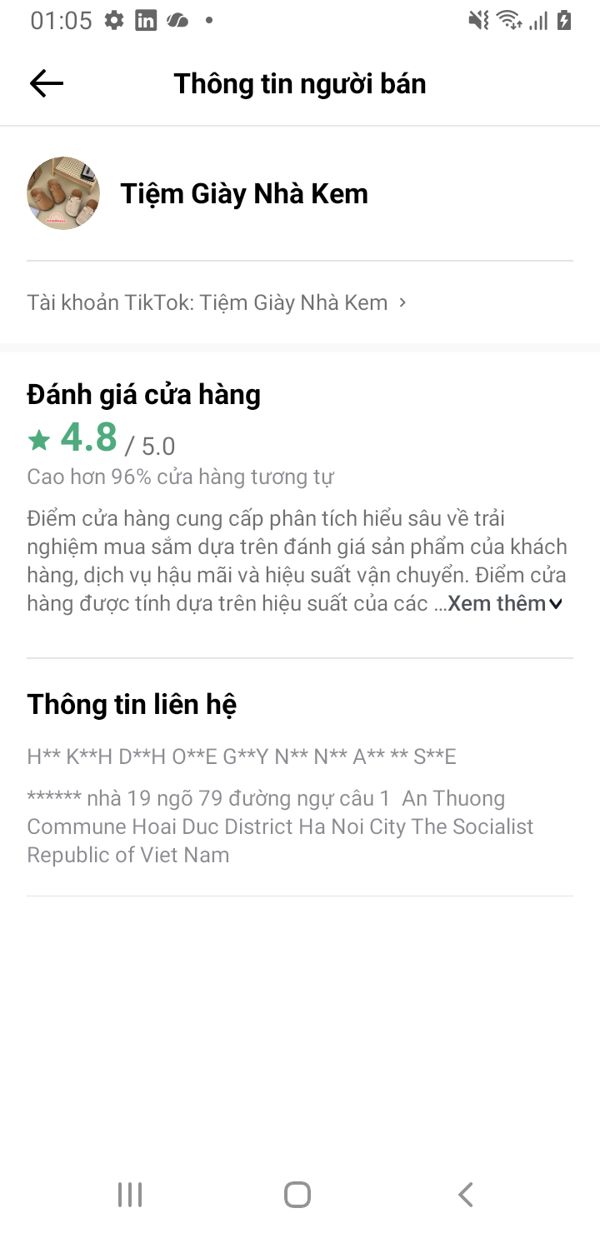 01:05
Thông tin người bán
Tiệm Giày Nhà Kem
Tài khoản TikTok: Tiệm Giày Nhà Kem
Đánh giá cửa hàng
4.8 / 5.0
Cao hơn 96% cửa hàng tương tự
Điểm cửa hàng cung cấp phân tích hiểu sâu về trải
nghiệm mua sắm dựa trên đánh giá sản phẩm của khách
hàng, dịch vụ hậu mãi và hiệu suất vận chuyển. Điểm cửa
hàng được tính dựa trên hiệu suất của các ...Xem thêm
Thông tin liên hệ
H** K**H D**H O**E G**Y N** N** A** ** S**E
****** nhà 19 ngõ 79 đường ngự câu 1  An Thuong
Commune Hoai Duc District Ha Noi City The Socialist
Republic of Viet Nam